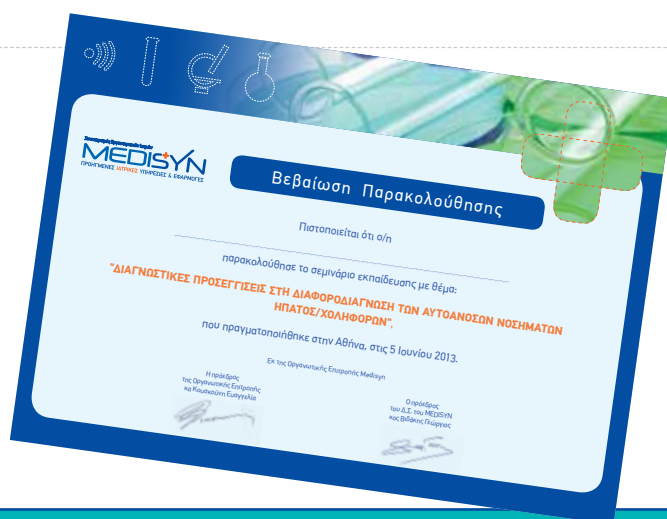 MEDISYN
ΠΡΟΗΓΜΕΝΕΣ ΙΑΤΡΙΚΕΣ ΥΠΗΡΕΣΙΕΣ & ΕΦΑΡΜΟΓΕΣ
Βεβαίωση Παρακολούθησης
Πιστοποιείται ότι ο/η
παρακολούθησε το σεμινάριο εκπαίδευσης με θέμα:
"ΔΙΑΓΝΩΣΤΙΚΕΣ ΠΡΟΣΕΓΓΙΣΕΙΣ ΣΤΗ ΔΙΑΦΟΡΟΔΙΑΓΝΩΣΗ ΤΩΝ ΑΥΤΟΑΝΟΣΩΝ ΝΟΣΗΜΑΤΩΝ
ΗΠΑΤΟΣ/ΧΟΛΗΦΟΡΩΝ",
που πραγματοποιήθηκε στην Αθήνα, στις 5 Ιουνίου 2013.
Εκ της Οργανωτικής Επιτροπής Medisyn
Η πρόεδρος
της Οργανωτικής Επιτροπής
κα Κουσκούνη Ευαγγελία
Ο πρόεδρος
του Δ.Σ. του MEDISYN
κος Βιδάκης Γεώργιος